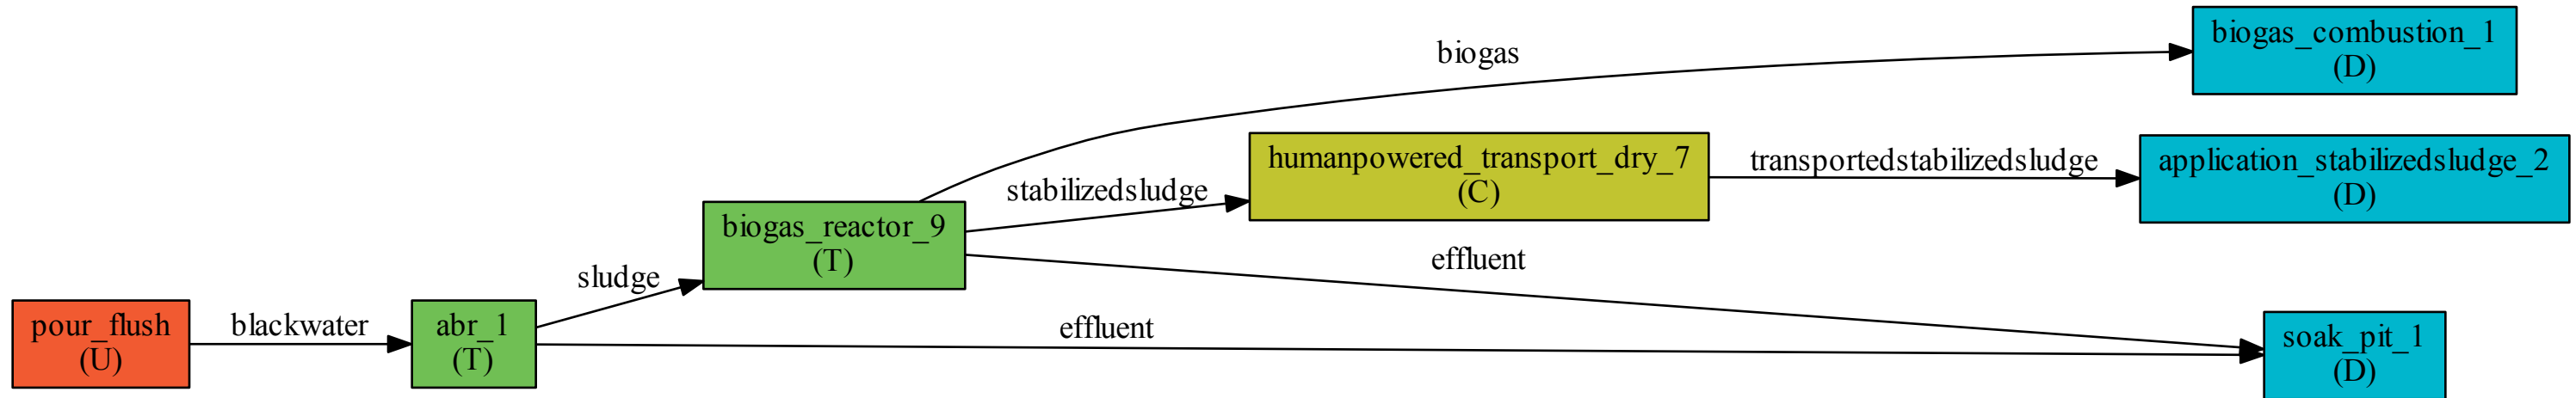 pour_flush
(U)
blackwater
abr_1
(T)
sludge
biogas_reactor_9
(T)
biogas
biogas_combustion_1
(D)
stabilizedsludge
humanpowered_transport_dry_7
(C)
transportedstabilizedsludge
application_stabilizedsludge_2
(D)
effluent
effluent
soak_pit_1
(D)